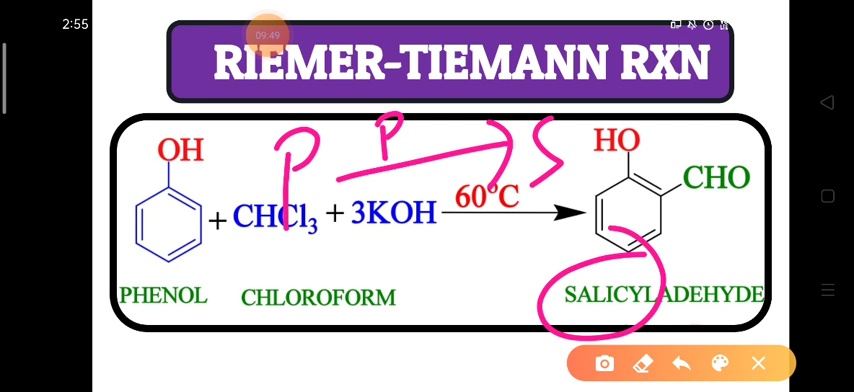 2:55
09:49
RIEMER-TIEMANN RXN
OH
HO
CHO
P P S
+ CHCl₃ + 3KOH 60°C
PHENOL CHLOROFORM SALICYLADEHYDE